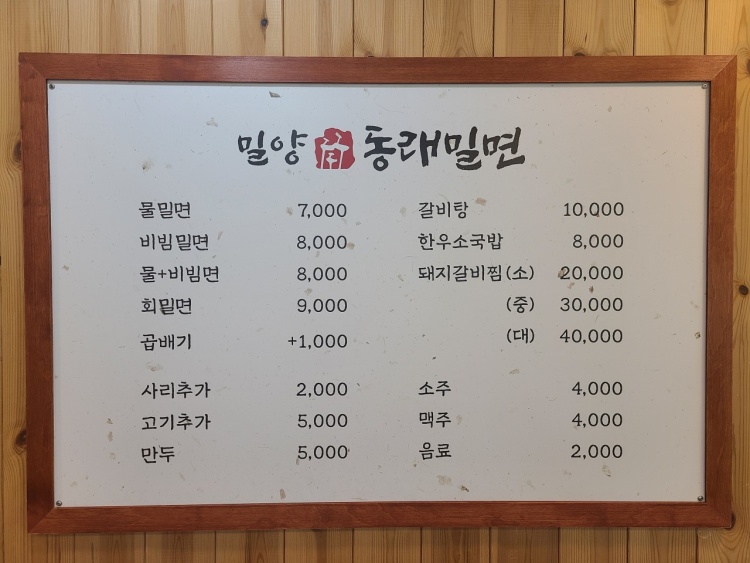 밀양 동래밀면
물밀면 7,000
비빔밀면 8,000
물+비빔면 8,000
회밀면 9,000
곱배기 +1,000
사리추가 2,000
고기추가 5,000
만두 5,000
갈비탕 10,000
한우소국밥 8,000
돼지갈비찜(소) 20,000
(중) 30,000
(대) 40,000
소주 4,000
맥주 4,000
음료 2,000